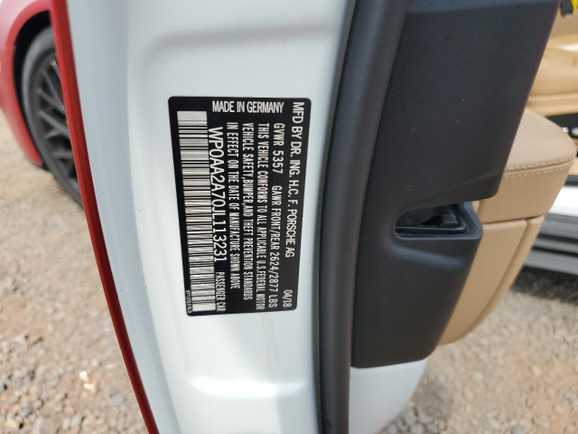 MFD BY DR. ING. H.C. F. PORSCHE AG
MADE IN GERMANY 04/18
GVWR 5357 GAWR FRONT/REAR 2624/2877 LBS
THIS VEHICLE CONFORMS TO ALL APPLICABLE U.S. FEDERAL MOTOR
VEHICLE SAFETY, BUMPER, AND THEFT PREVENTION STANDARDS
IN EFFECT ON THE DATE OF MANUFACTURE SHOWN ABOVE
WP0AA2A70JL113231
PASSENGER CAR